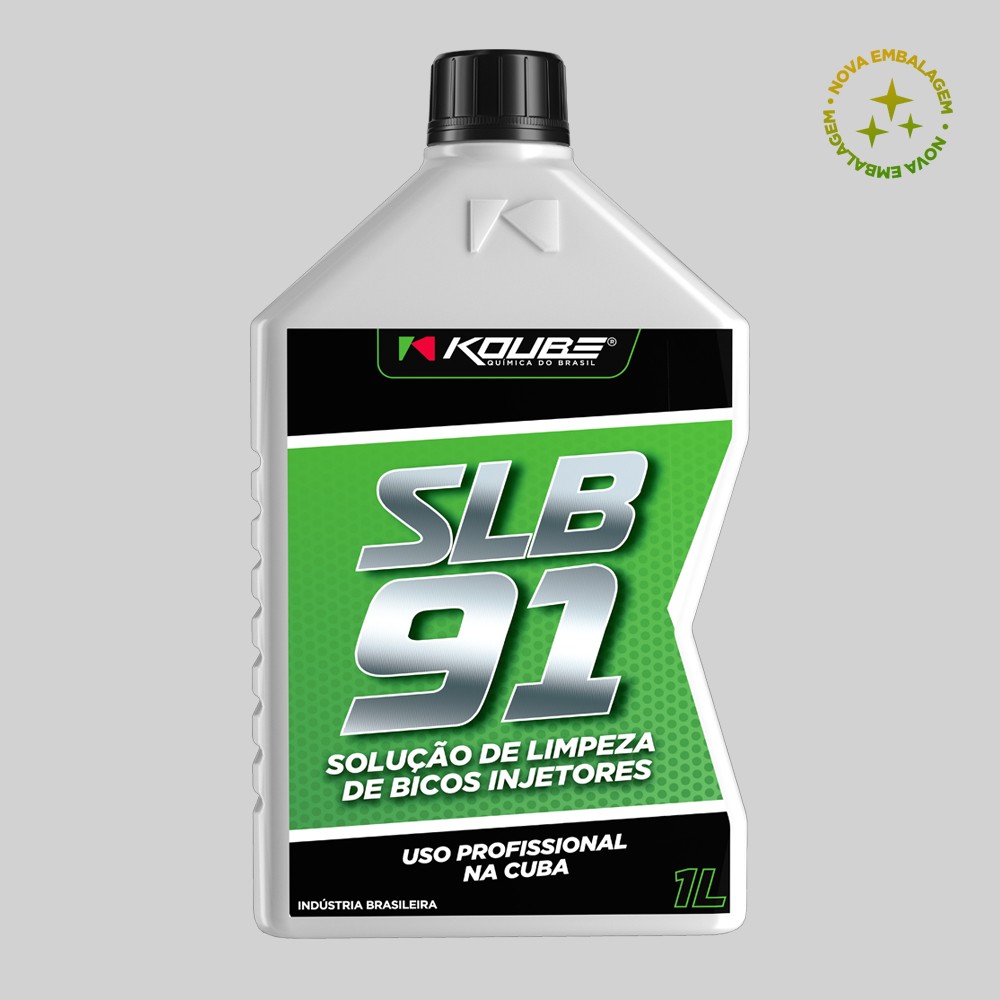 NOVA EMBALAGEM • NOVA EMBALAGEM •
KOUBE®
QUÍMICA DO BRASIL
SLB
91
SOLUÇÃO DE LIMPEZA
DE BICOS INJETORES
USO PROFISSIONAL
NA CUBA
INDÚSTRIA BRASILEIRA
1L